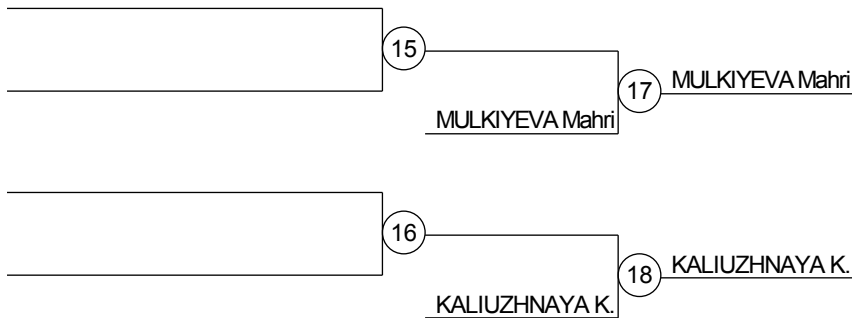 15
17
MULKIYEVA Mahri
MULKIYEVA Mahri
16
18
KALIUZHNAYA K.
KALIUZHNAYA K.